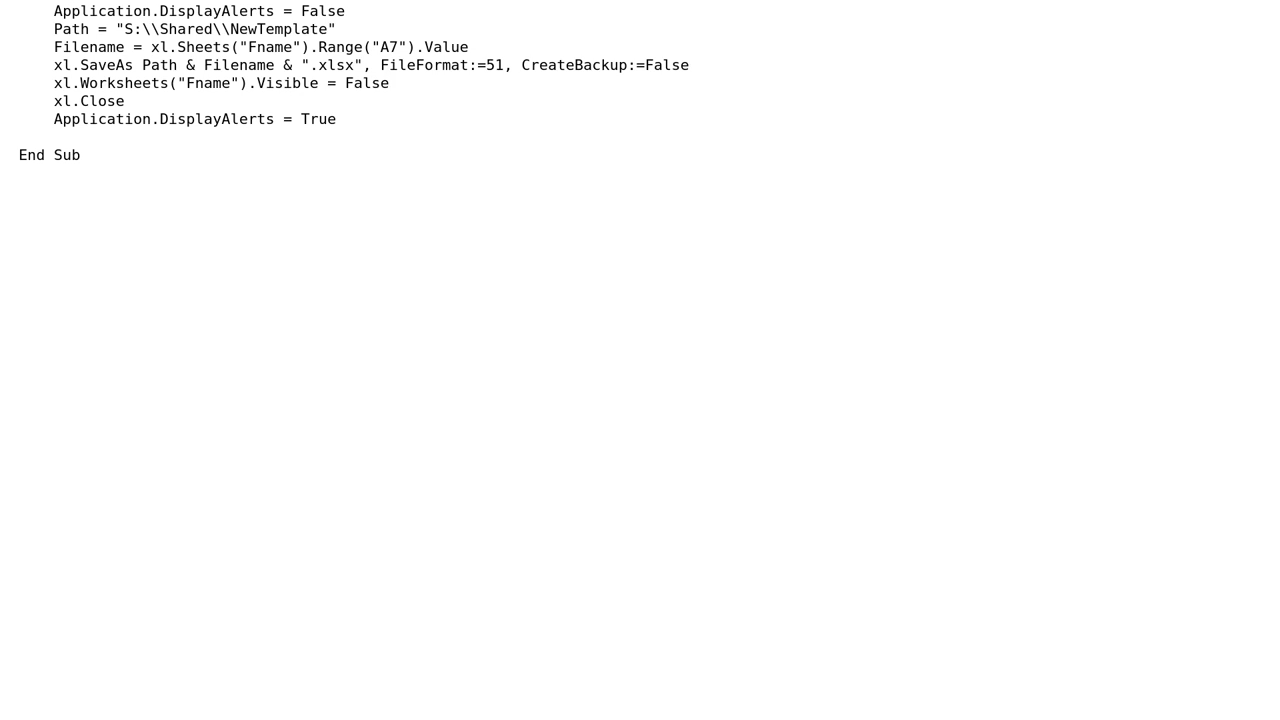 Application.DisplayAlerts = False
Path = "S:\\Shared\\NewTemplate"
Filename = xl.Sheets("Fname").Range("A7").Value
xl.SaveAs Path & Filename & ".xlsx", FileFormat:=51, CreateBackup:=False
xl.Worksheets("Fname").Visible = False
xl.Close
Application.DisplayAlerts = True
End Sub